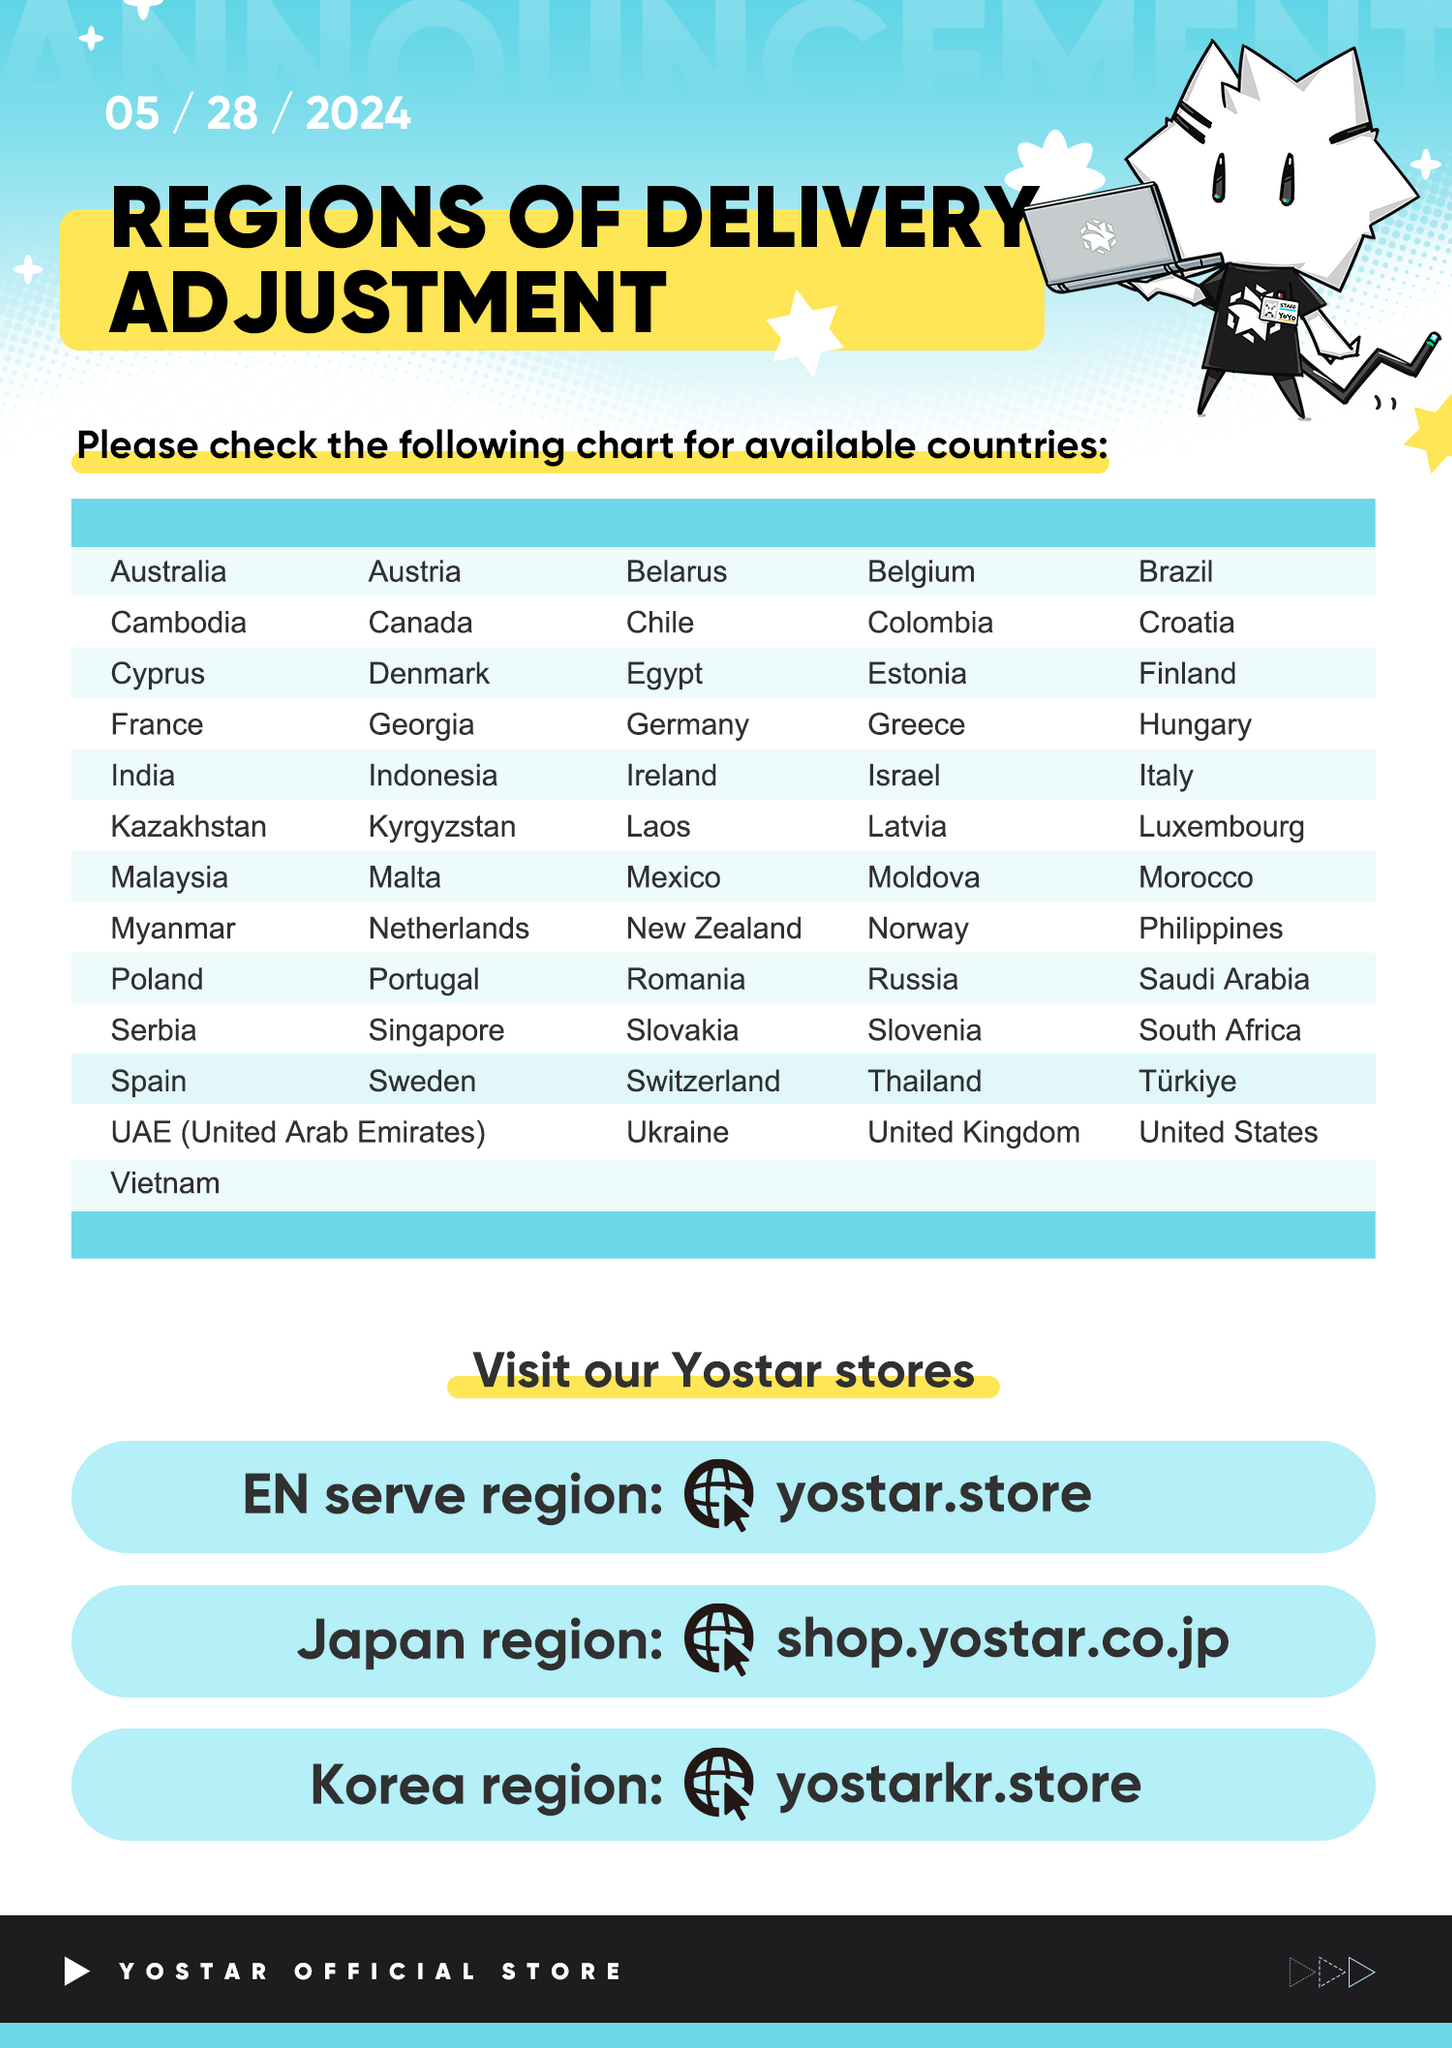 ANNOUNCEMENT
05 / 28 / 2024
REGIONS OF DELIVERY
ADJUSTMENT
STAFF
YoYo
Please check the following chart for available countries:
Australia Austria Belarus Belgium Brazil
Cambodia Canada Chile Colombia Croatia
Cyprus Denmark Egypt Estonia Finland
France Georgia Germany Greece Hungary
India Indonesia Ireland Israel Italy
Kazakhstan Kyrgyzstan Laos Latvia Luxembourg
Malaysia Malta Mexico Moldova Morocco
Myanmar Netherlands New Zealand Norway Philippines
Poland Portugal Romania Russia Saudi Arabia
Serbia Singapore Slovakia Slovenia South Africa
Spain Sweden Switzerland Thailand Türkiye
UAE (United Arab Emirates) Ukraine United Kingdom United States
Vietnam
Visit our Yostar stores
EN serve region: yostar.store
Japan region: shop.yostar.co.jp
Korea region: yostarkr.store
YOSTAR OFFICIAL STORE